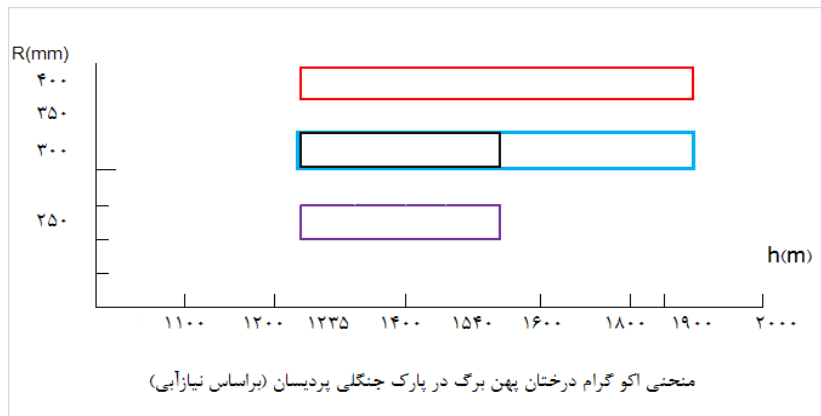 R(mm)
۴۰۰
۳۵۰
۳۰۰
۲۵۰
h(m)
۱۱۰۰ ۱۲۰۰ ۱۲۳۵ ۱۴۰۰ ۱۵۴۰ ۱۶۰۰ ۱۸۰۰ ۱۹۰۰ ۲۰۰۰
منحنی اکو گرام درختان پهن برگ در پارک جنگلی پردیسان (براساس نیازآبی)